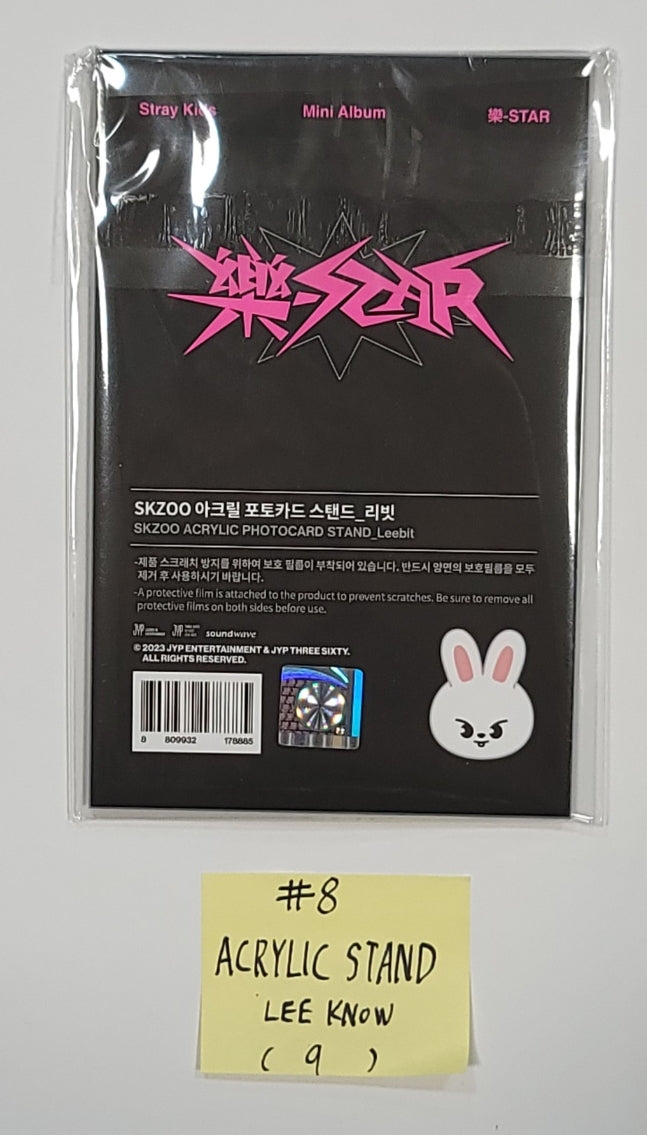 Stray Kids Mini Album 樂-STAR
樂-STAR
SKZOO 아크릴 포토카드 스탠드_리빗
SKZOO ACRYLIC PHOTOCARD STAND_Leebit
-제품 스크래치 방지를 위하여 보호 필름이 부착되어 있습니다. 반드시 양면의 보호필름을 모두
제거 후 사용하시기 바랍니다.
-A protective film is attached to the product to prevent scratches. Be sure to remove all
protective films on both sides before use.
JYP JYP soundwave
© 2023 JYP ENTERTAINMENT & JYP THREE SIXTY.
ALL RIGHTS RESERVED.
8 809932 178885
#8
ACRYLIC STAND
LEE KNOW
( 9 )